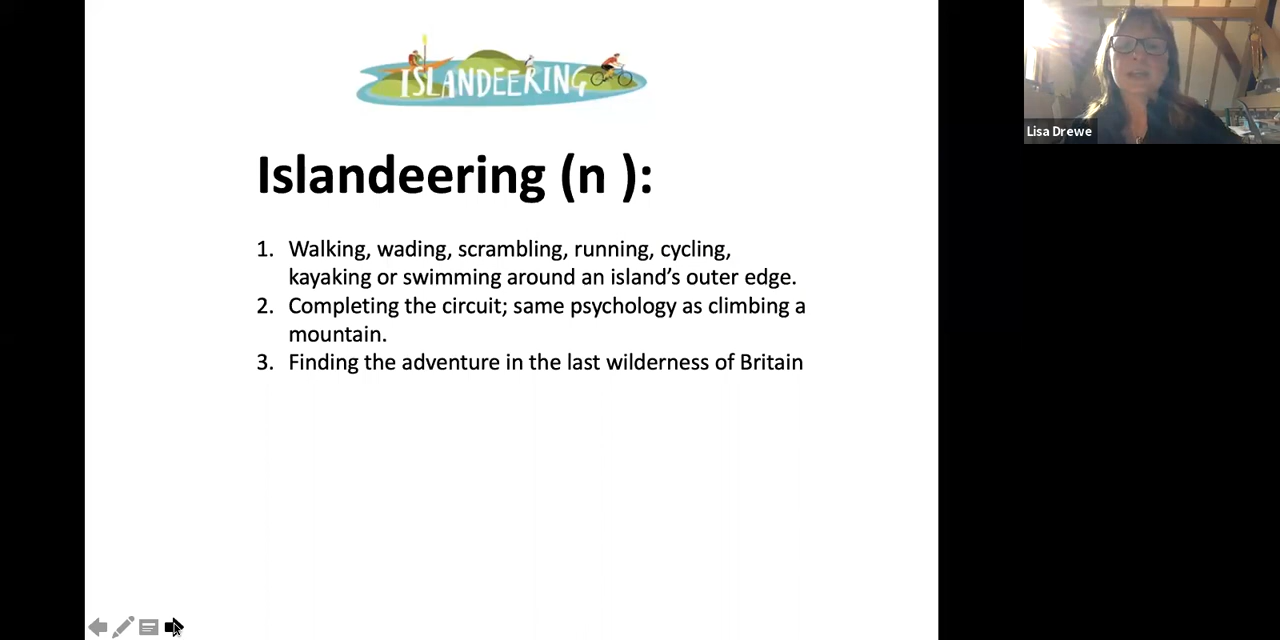 ISLANDEERING
Islandeering (n ):
1. Walking, wading, scrambling, running, cycling,
kayaking or swimming around an island’s outer edge.
2. Completing the circuit; same psychology as climbing a
mountain.
3. Finding the adventure in the last wilderness of Britain
Lisa Drewe